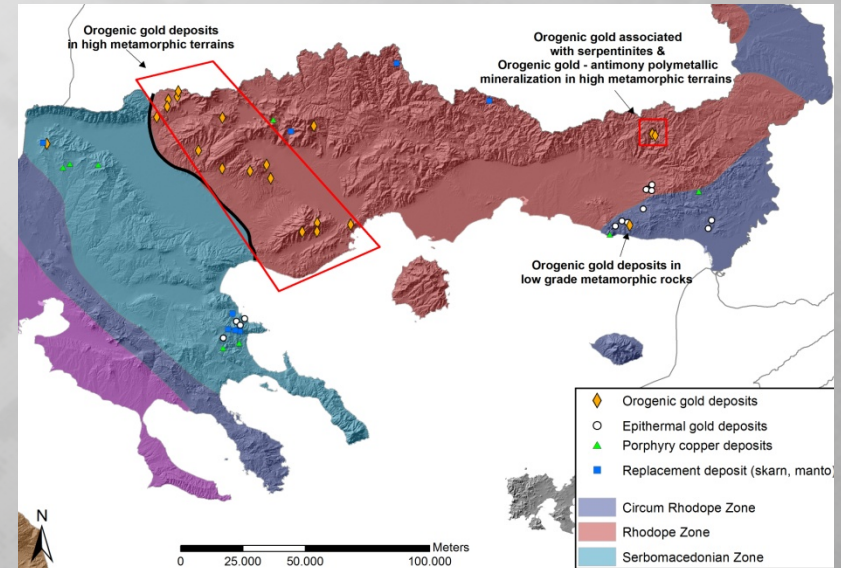 Orogenic gold deposits
in high metamorphic terrains
Orogenic gold associated
with serpentinites &
Orogenic gold - antimony polymetallic
mineralization in high metamorphic terrains
Orogenic gold deposits in
low grade metamorphic rocks
Orogenic gold deposits
Epithermal gold deposits
Porphyry copper deposits
Replacement deposit (skarn, manto)
Circum Rhodope Zone
Rhodope Zone
Serbomacedonian Zone
N
Meters
0 25.000 50.000 100.000